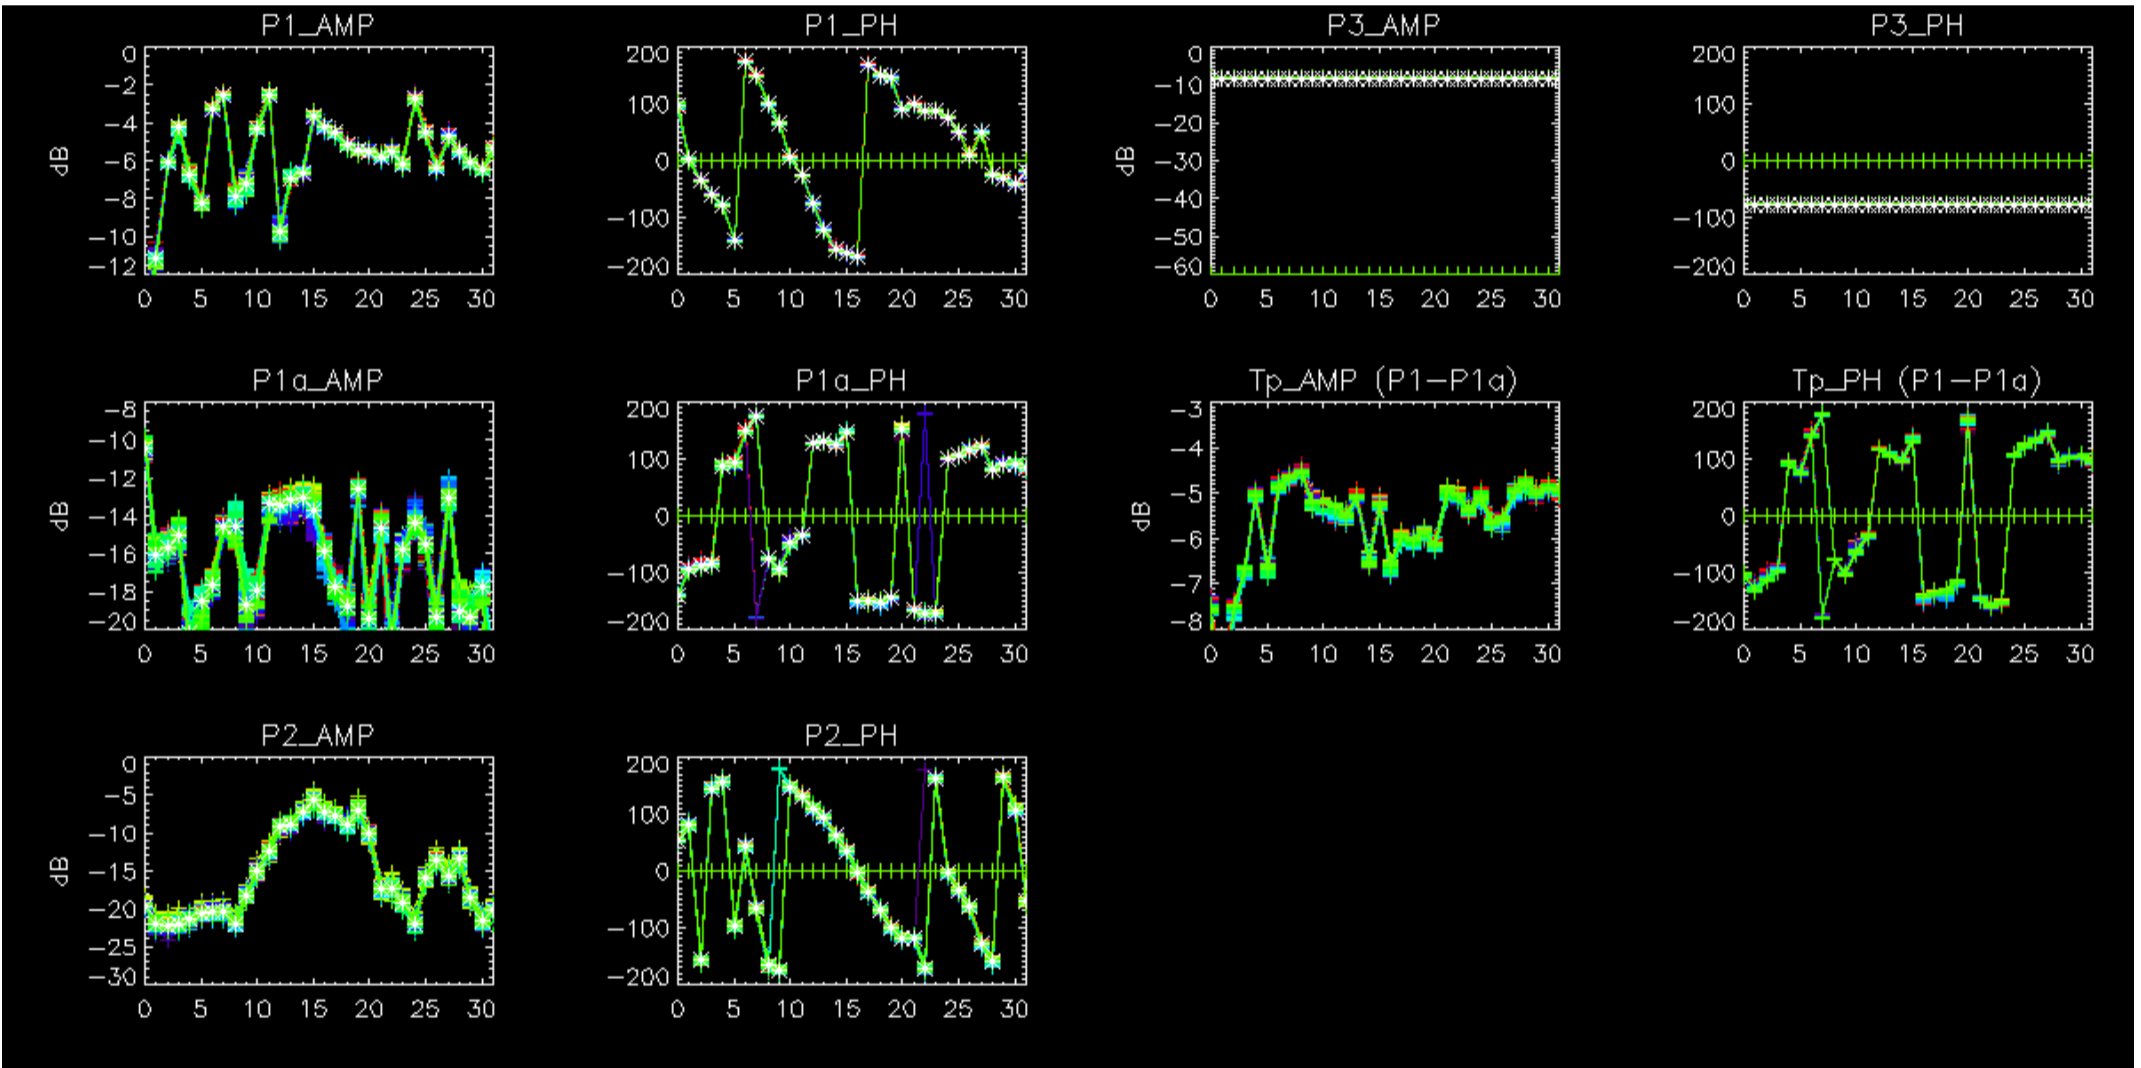 P1_AMP
P1_PH
P3_AMP
P3_PH
dB
0
-2
-4
-6
-8
-10
-12
0 5 10 15 20 25 30
200
100
0
-100
-200
0 5 10 15 20 25 30
dB
0
-10
-20
-30
-40
-50
-60
0 5 10 15 20 25 30
200
100
0
-100
-200
0 5 10 15 20 25 30
P1a_AMP
P1a_PH
Tp_AMP (P1-P1a)
Tp_PH (P1-P1a)
dB
-8
-10
-12
-14
-16
-18
-20
0 5 10 15 20 25 30
200
100
0
-100
-200
0 5 10 15 20 25 30
dB
-3
-4
-5
-6
-7
-8
0 5 10 15 20 25 30
200
100
0
-100
-200
0 5 10 15 20 25 30
P2_AMP
P2_PH
dB
0
-5
-10
-15
-20
-25
-30
0 5 10 15 20 25 30
200
100
0
-100
-200
0 5 10 15 20 25 30